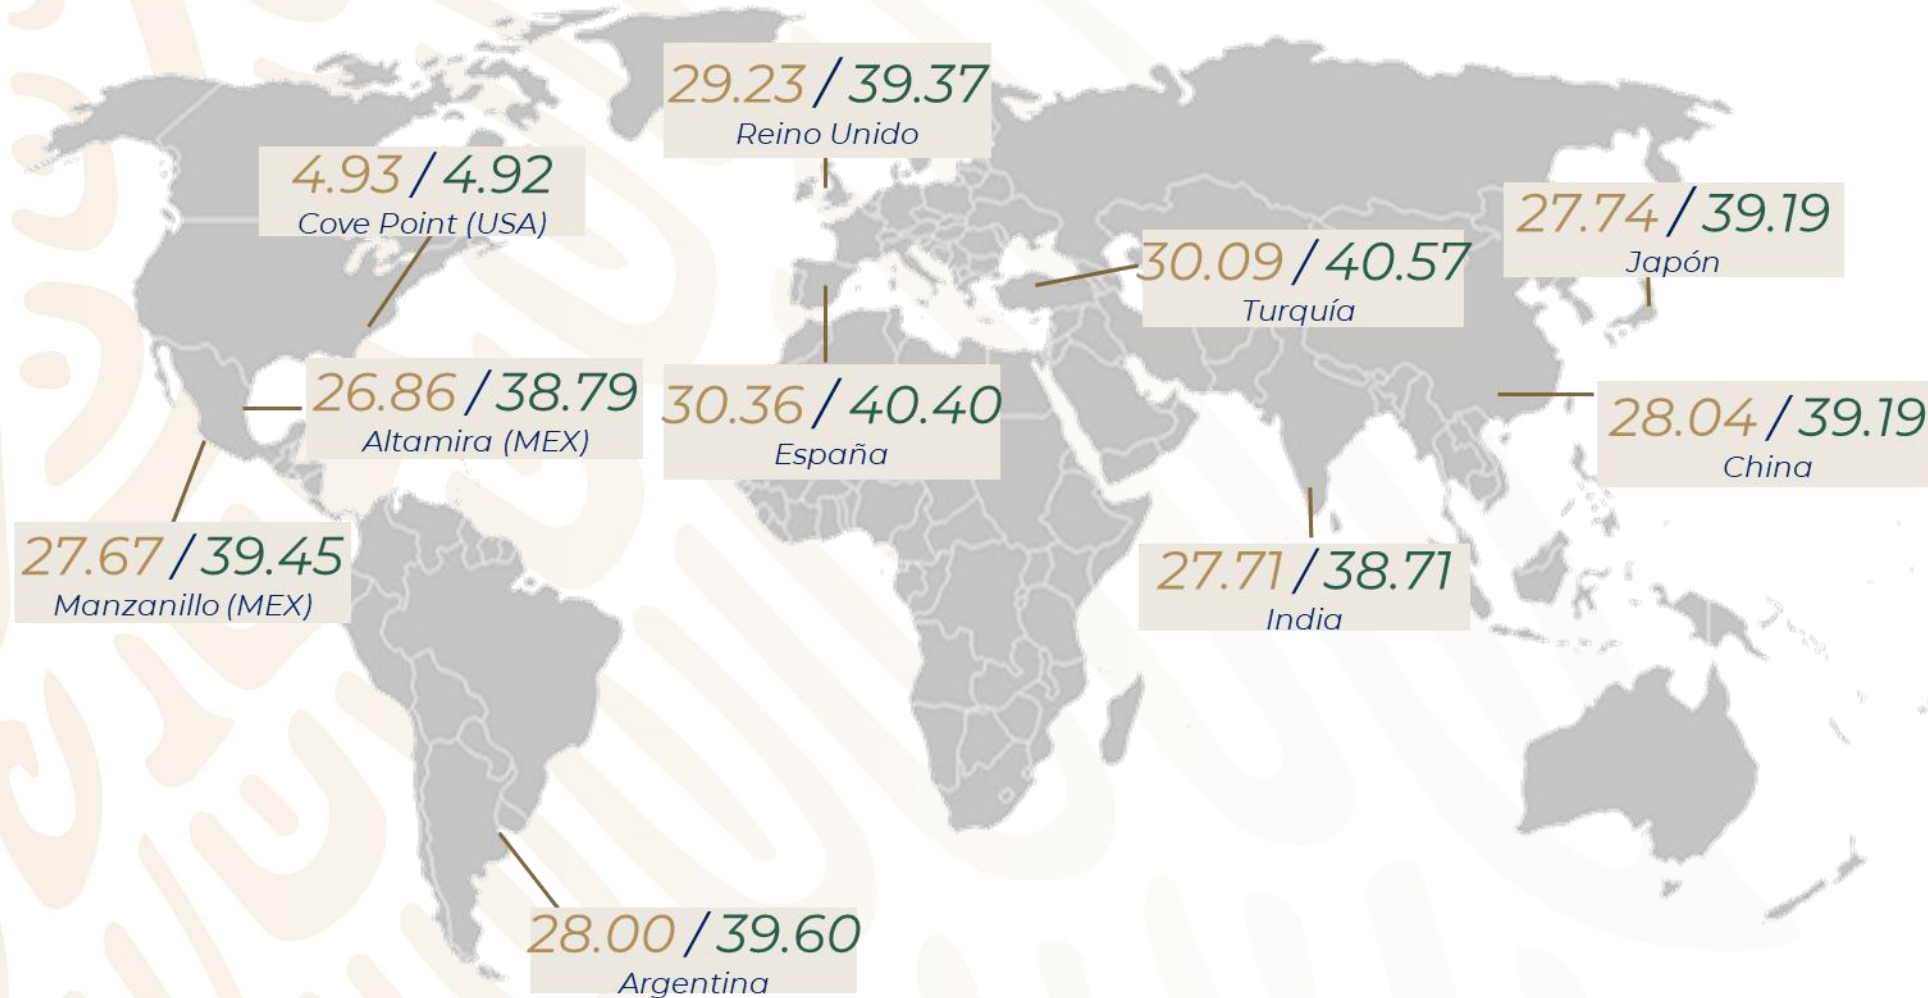 29.23 / 39.37
Reino Unido
4.93 / 4.92
Cove Point (USA)
27.74 / 39.19
Japón
30.09 / 40.57
Turquía
26.86 / 38.79
Altamira (MEX)
30.36 / 40.40
España
28.04 / 39.19
China
27.67 / 39.45
Manzanillo (MEX)
27.71 / 38.71
India
28.00 / 39.60
Argentina